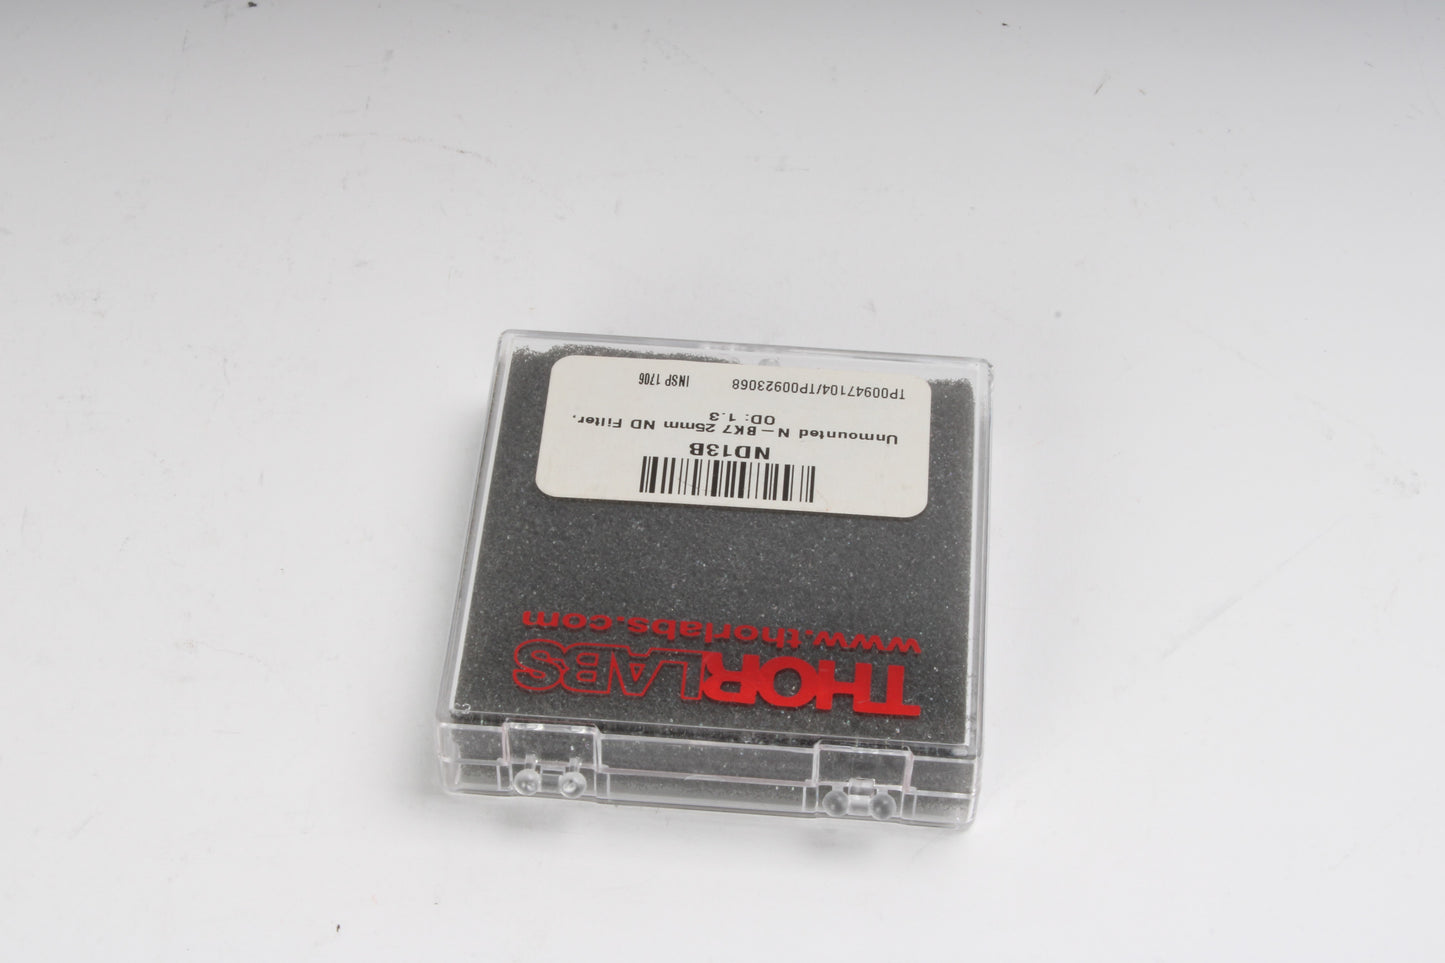 THORLABS
www.thorlabs.com
ND13B
Unmounted N-BK7 25mm ND Filter,
OD: 1.3
TP00947104/TP00923068 INSP 1706